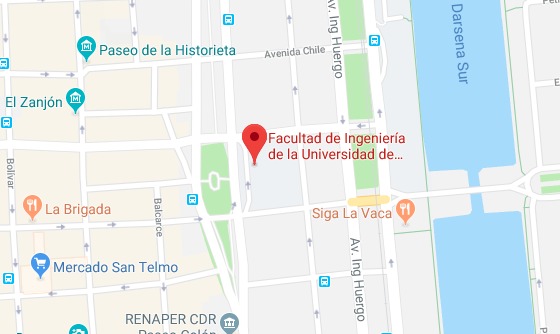 Darsena Sur
Av. Ing Huergo
Paseo de la Historieta
Avenida Chile
El Zanjón
Facultad de Ingeniería
de la Universidad de...
Bolívar
La Brigada
Balcarce
Siga La Vaca
Av. Ing Huergo
Mercado San Telmo
RENAPER CDR
Paseo Colón